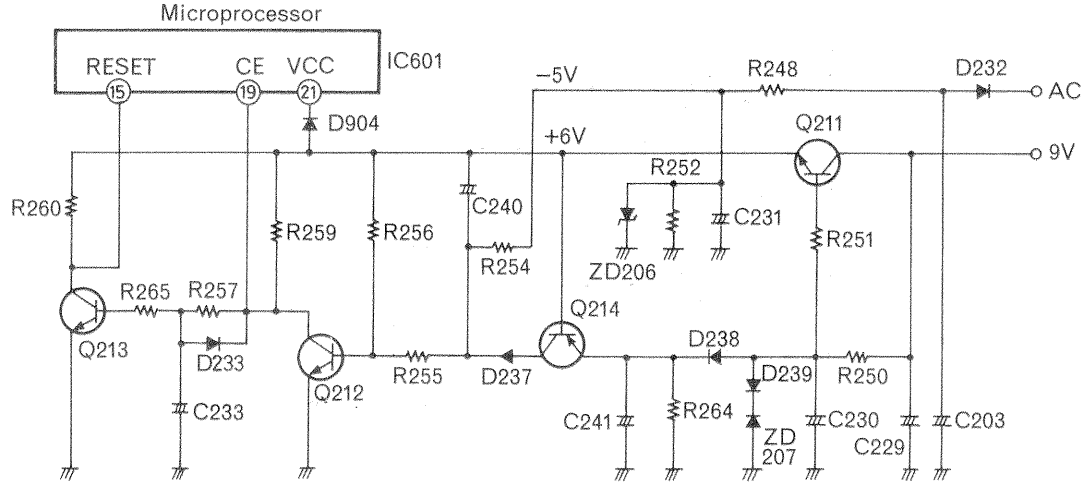 Microprocessor
IC601
RESET CE VCC
15 19 21
D904
−5V
R248
D232
AC
+6V
Q211
9V
R260
R259
R256
C240
R254
R252
ZD206
C231
R251
R265
R257
Q213
D233
Q212
R255
D237
Q214
D238
D239
R250
C233
C241
R264
ZD
207
C230
C229
C203